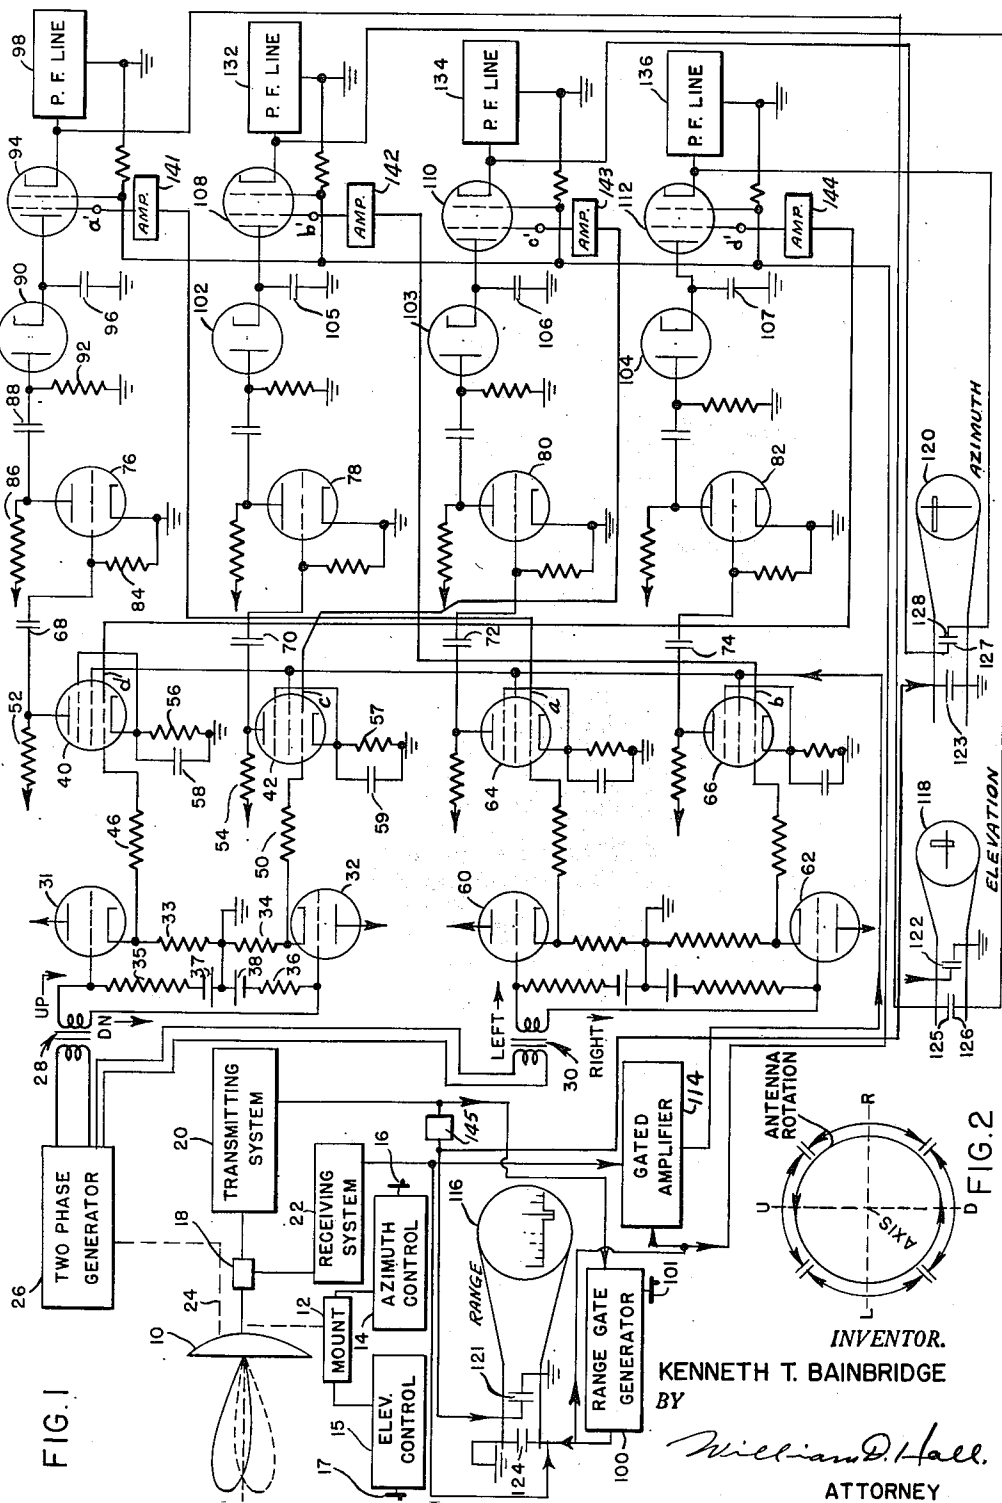 FIG. 1
26
TWO PHASE
GENERATOR
28
UP
DN
35
37
38
36
31
33
34
32
46
52
40
d
56
58
68
84
86
76
88
92
90
96
94
a'
AMP.
141
98
P. F. LINE
10
24
18
20
TRANSMITTING
SYSTEM
22
RECEIVING
SYSTEM
12
MOUNT
14
AZIMUTH
CONTROL
16
15
ELEV.
CONTROL
17
54
42
c
50
57
59
70
78
102
105
108
b'
AMP.
142
132
P. F. LINE
LEFT
RIGHT
30
60
62
64
a
72
80
103
106
110
c'
AMP.
143
134
P. F. LINE
66
b
74
82
104
107
112
d'
AMP.
144
136
P. F. LINE
145
116
RANGE
121
124
100
RANGE GATE
GENERATOR
101
GATED
AMPLIFIER
114
118
ELEVATION
122
125
126
120
AZIMUTH
128
127
123
ANTENNA
ROTATION
U
R
D
L
AXIS
FIG. 2
INVENTOR.
KENNETH T. BAINBRIDGE
BY
William D. Hall.
ATTORNEY